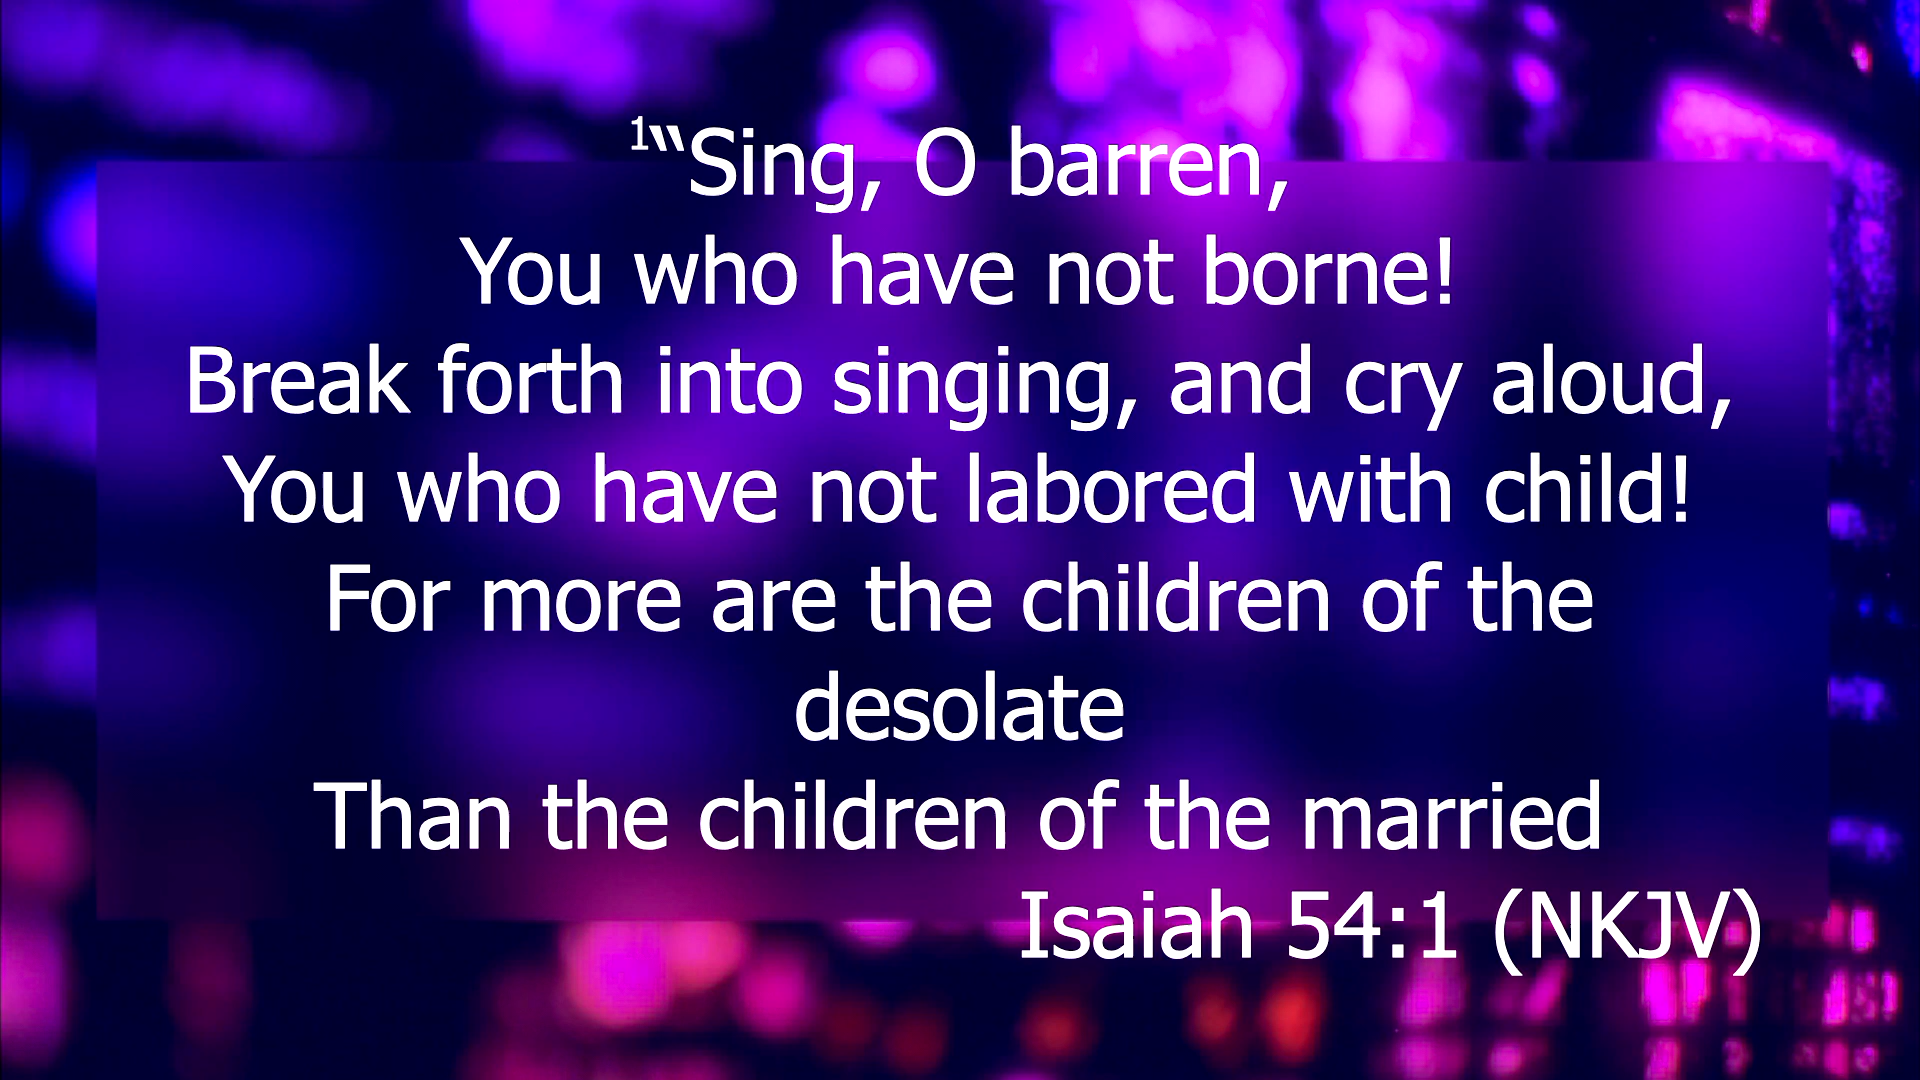 1“Sing, O barren,
You who have not borne!
Break forth into singing, and cry aloud,
You who have not labored with child!
For more are the children of the
desolate
Than the children of the married
Isaiah 54:1 (NKJV)